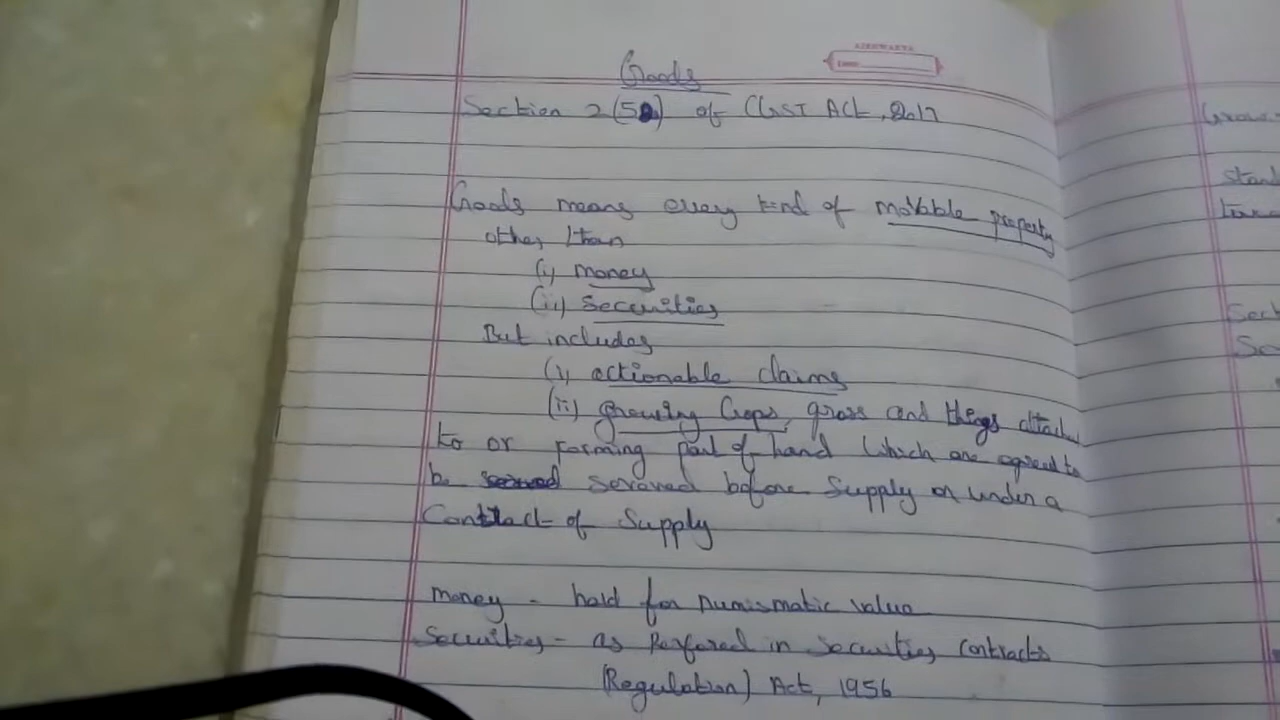 Goods
Section 2(52) of CGST Act, 2017
Goods means every kind of movable property
other than
(i) money
(ii) securities
But includes
(i) actionable claims
(ii) growing crops, grass and things attach
to or forming part of hand which are agreed to
be severed before supply or under a
Contract of Supply
Money - hold for numismatic value
Securities - as referred in Securities Contracts
(Regulation) Act, 1956